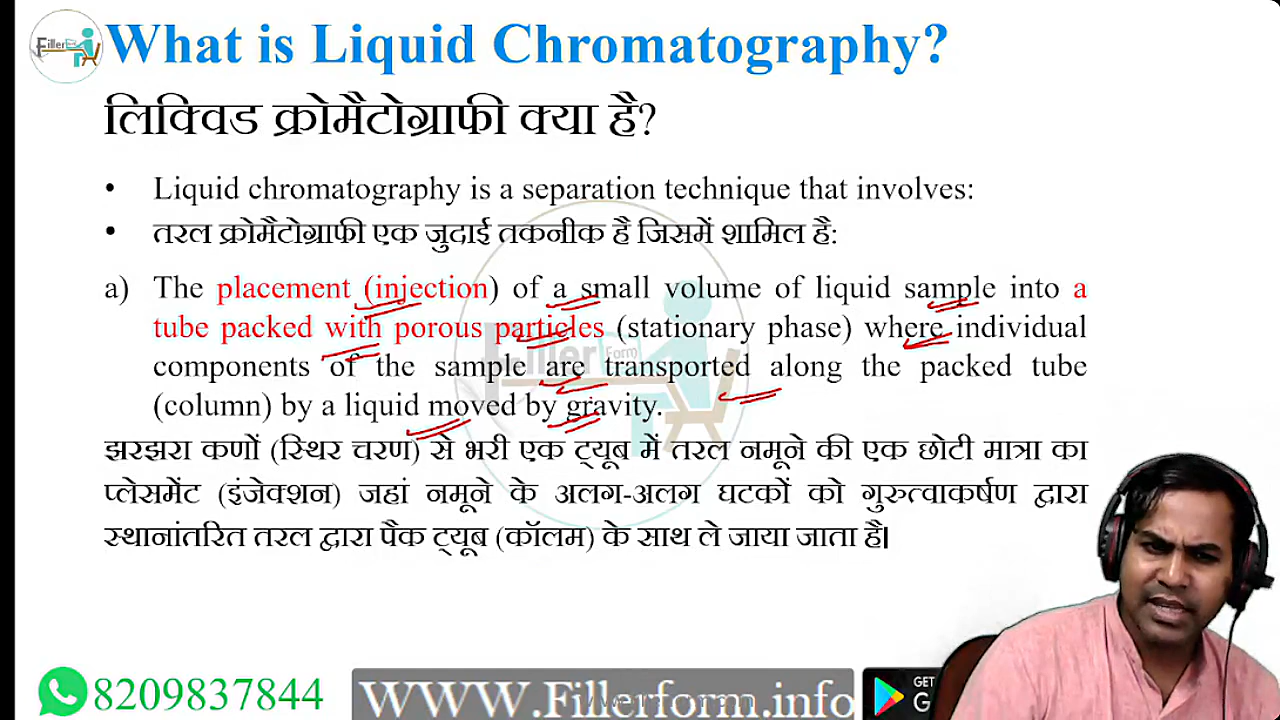 What is Liquid Chromatography?
लिक्विड क्रोमैटोग्राफी क्या है?
• Liquid chromatography is a separation technique that involves:
• तरल क्रोमैटोग्राफी एक जुदाई तकनीक है जिसमें शामिल है:
a) The placement (injection) of a small volume of liquid sample into a
tube packed with porous particles (stationary phase) where individual
components of the sample are transported along the packed tube
(column) by a liquid moved by gravity.
झरझरा कणों (स्थिर चरण) से भरी एक ट्यूब में तरल नमूने की एक छोटी मात्रा का
प्लेसमेंट (इंजेक्शन) जहां नमूने के अलग-अलग घटकों को गुरुत्वाकर्षण द्वारा
स्थानांतरित तरल द्वारा पैक ट्यूब (कॉलम) के साथ ले जाया जाता है।
Filler Form
8209837844
WWW.Fillerform.info
GET
G